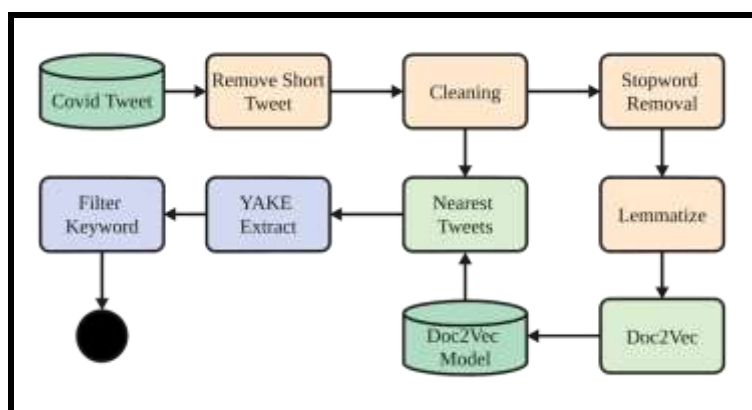 Covid Tweet
Remove Short
Tweet
Cleaning
Stopword
Removal
Filter
Keyword
YAKE
Extract
Nearest
Tweets
Lemmatize
Doc2Vec
Model
Doc2Vec